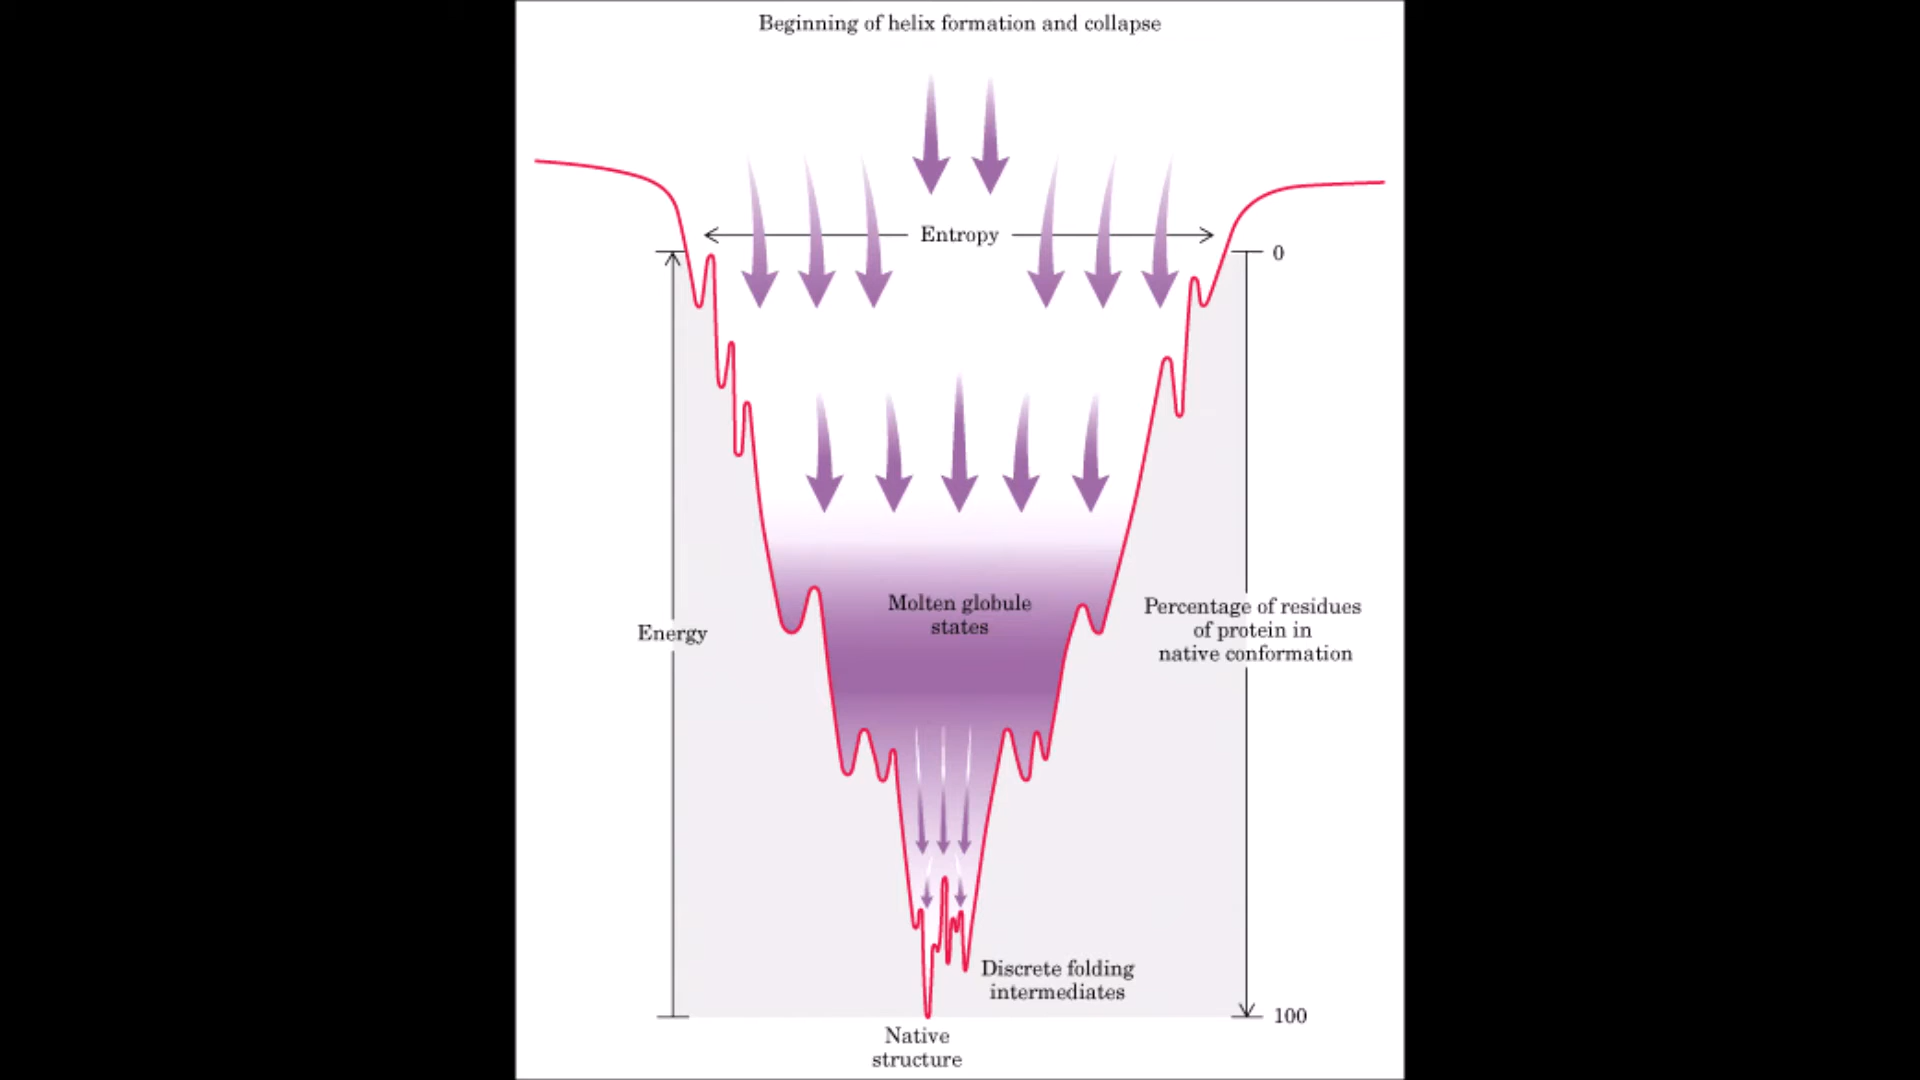 Beginning of helix formation and collapse
Entropy
0
Molten globule
states
Percentage of residues
of protein in
native conformation
Energy
Discrete folding
intermediates
100
Native
structure